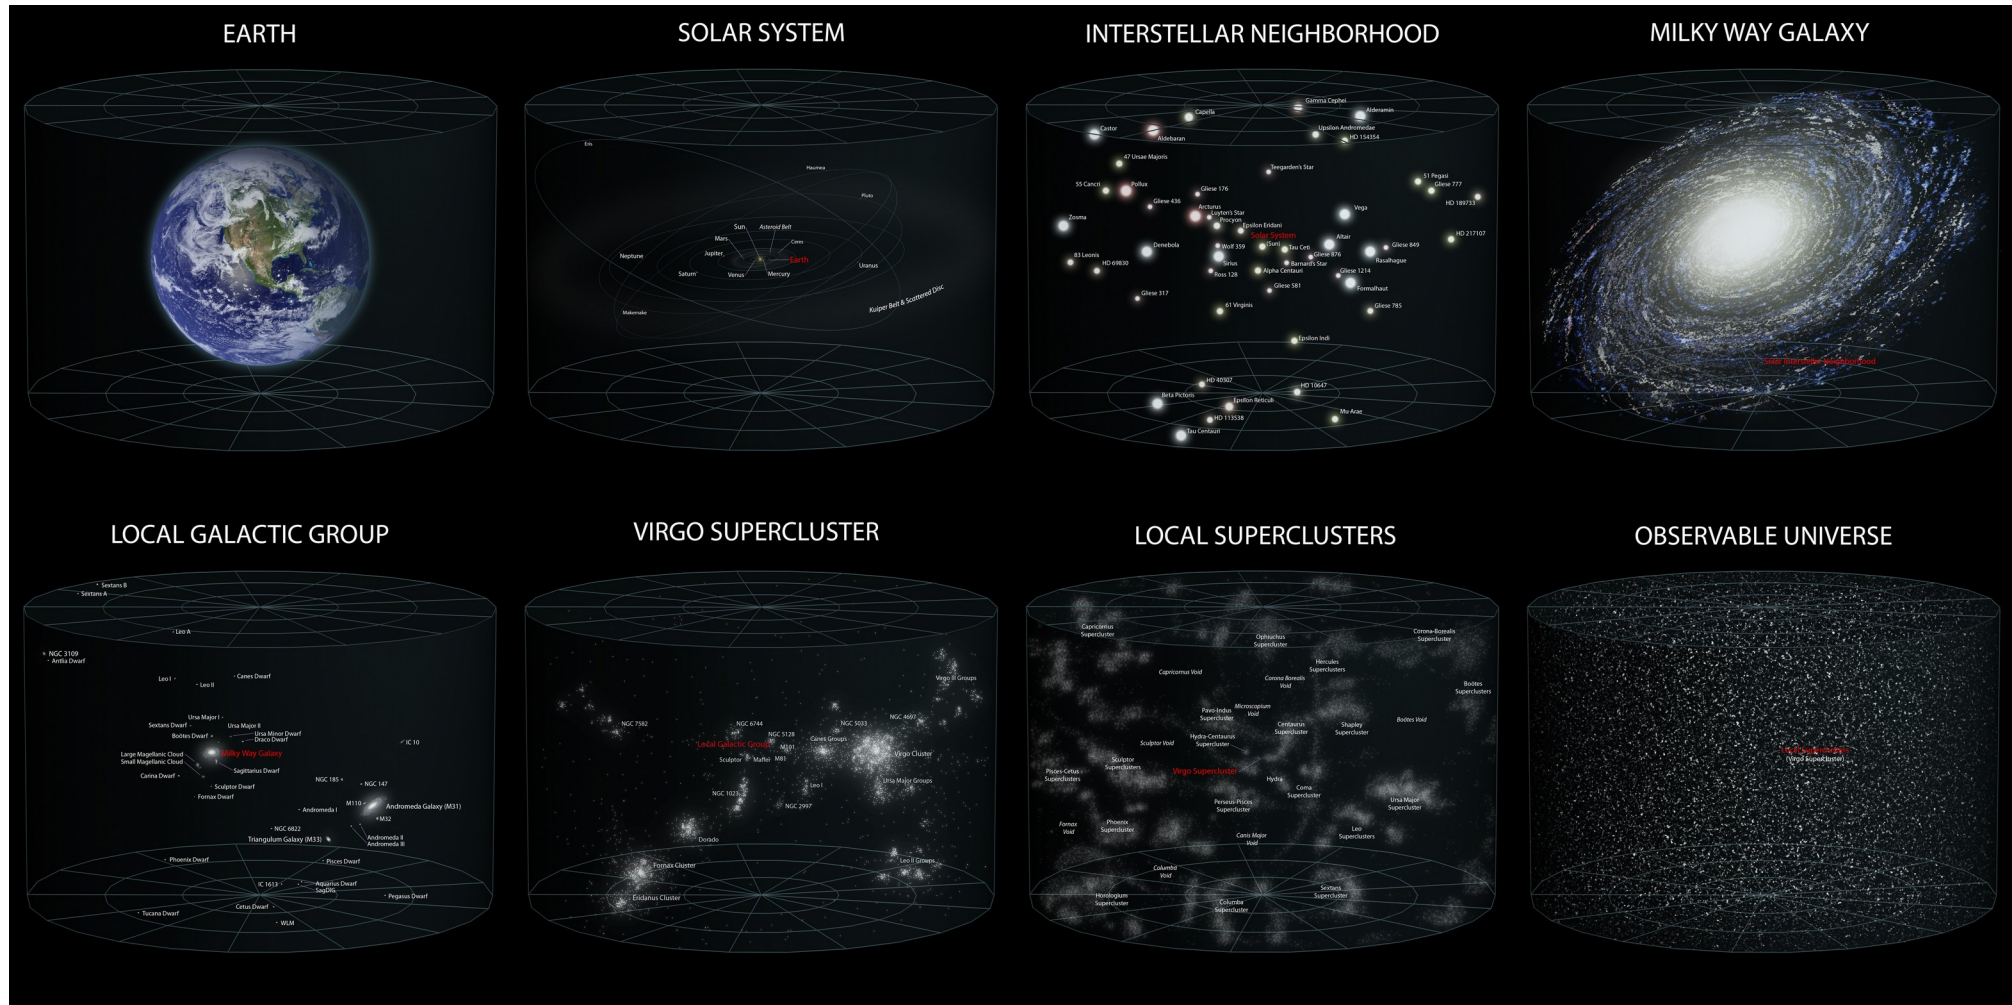 EARTH
SOLAR SYSTEM
INTERSTELLAR NEIGHBORHOOD
MILKY WAY GALAXY
Eris
Haumea
Pluto
Sun
Asteroid Belt
Mars
Ceres
Jupiter
Earth
Neptune
Uranus
Saturn
Venus
Mercury
Kuiper Belt & Scattered Disc
Makemake
Gamma Cephei
Capella
Alderamin
Castor
Aldebaran
Upsilon Andromedae
HD 154354
47 Ursae Majoris
Teegarden's Star
51 Pegasi
55 Cancri
Pollux
Gliese 176
Gliese 777
Gliese 436
HD 189733
Arcturus
Luyten's Star
Procyon
Vega
Zosma
Epsilon Eridani
Solar System
(Sun)
HD 217107
Denebola
Wolf 359
Tau Ceti
Altair
Gliese 849
83 Leonis
HD 69830
Sirius
Gliese 876
Barnard's Star
Rasalhague
Ross 128
Alpha Centauri
Gliese 1214
Gliese 581
Formalhaut
Gliese 317
61 Virginis
Gliese 785
Epsilon Indi
HD 40307
HD 10647
Beta Pictoris
Epsilon Reticuli
HD 113538
Mu Arae
Tau Centauri
Solar Interstellar Neighborhood
LOCAL GALACTIC GROUP
VIRGO SUPERCLUSTER
LOCAL SUPERCLUSTERS
OBSERVABLE UNIVERSE
Sextans B
Sextans A
Leo A
NGC 3109
Antlia Dwarf
Leo I
Leo II
Canes Dwarf
Ursa Major I
Sextans Dwarf
Ursa Major II
Boötes Dwarf
Ursa Minor Dwarf
Draco Dwarf
IC 10
Milky Way Galaxy
Large Magellanic Cloud
Small Magellanic Cloud
Carina Dwarf
Sagittarius Dwarf
Sculptor Dwarf
Fornax Dwarf
NGC 185
NGC 147
M110
Andromeda Galaxy (M31)
Andromeda I
M32
NGC 6822
Triangulum Galaxy (M33)
Andromeda II
Andromeda III
Phoenix Dwarf
Pisces Dwarf
IC 1613
Aquarius Dwarf
SagDIG
Pegasus Dwarf
Cetus Dwarf
Tucana Dwarf
WLM
Virgo III Groups
NGC 7582
NGC 6744
NGC 5033
NGC 4697
NGC 5128
Local Galactic Group
M101
Canes Groups
Sculptor
Maffei
M81
Virgo Cluster
Ursa Major Groups
NGC 1023
Leo I
NGC 2997
Dorado
Leo II Groups
Fornax Cluster
Eridanus Cluster
Capricornus
Supercluster
Ophiuchus
Supercluster
Corona-Borealis
Supercluster
Capricornus Void
Hercules
Superclusters
Corona Borealis
Void
Boötes
Superclusters
Pavo-Indus
Supercluster
Microscopium
Void
Centaurus
Supercluster
Shapley
Supercluster
Boötes Void
Sculptor Void
Hydra-Centaurus
Supercluster
Sculptor
Superclusters
Pisces-Cetus
Superclusters
Virgo Supercluster
Hydra
Coma
Supercluster
Perseus-Pisces
Supercluster
Ursa Major
Supercluster
Fornax
Void
Phoenix
Supercluster
Canis Major
Void
Leo
Superclusters
Columba
Void
Horologium
Supercluster
Columba
Supercluster
Sextans
Supercluster
Local Superclusters
(Virgo Supercluster)